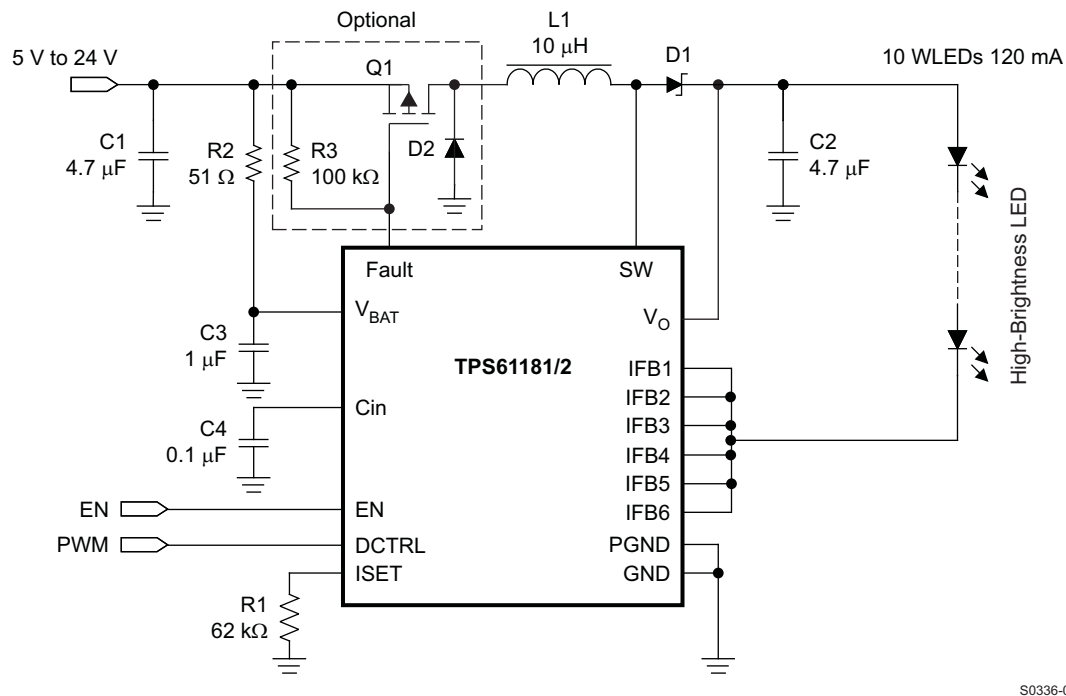 Optional
L1
10 μH
5 V to 24 V
Q1
D1
10 WLEDs 120 mA
C1
4.7 μF
R2
51 Ω
R3
100 kΩ
D2
C2
4.7 μF
High-Brightness LED
Fault
SW
V_BAT
V_O
C3
1 μF
TPS61181/2
IFB1
IFB2
IFB3
IFB4
IFB5
IFB6
Cin
C4
0.1 μF
EN
EN
PWM
DCTRL
ISET
PGND
GND
R1
62 kΩ